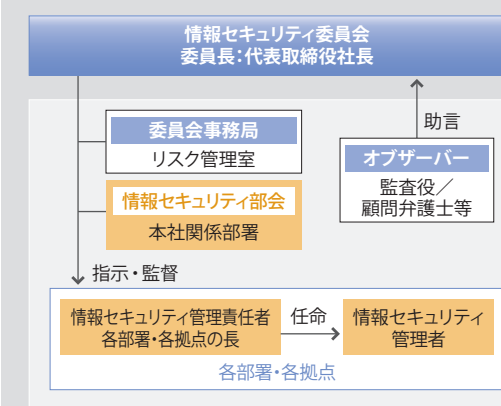 情報セキュリティ委員会
委員長：代表取締役社長
助言
委員会事務局
リスク管理室
オブザーバー
監査役／
顧問弁護士等
情報セキュリティ部会
本社関係部署
指示・監督
情報セキュリティ管理責任者
各部署・各拠点の長
任命
情報セキュリティ
管理者
各部署・各拠点